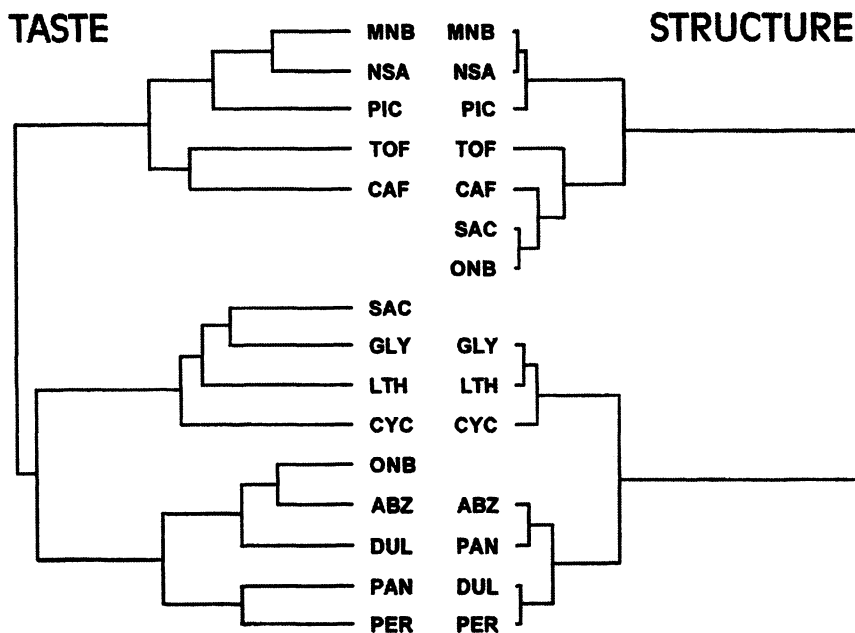 TASTE STRUCTURE
MNB MNB
NSA NSA
PIC PIC
TOF TOF
CAF CAF
SAC
ONB
SAC
GLY GLY
LTH LTH
CYC CYC
ONB
ABZ ABZ
DUL PAN
PAN DUL
PER PER